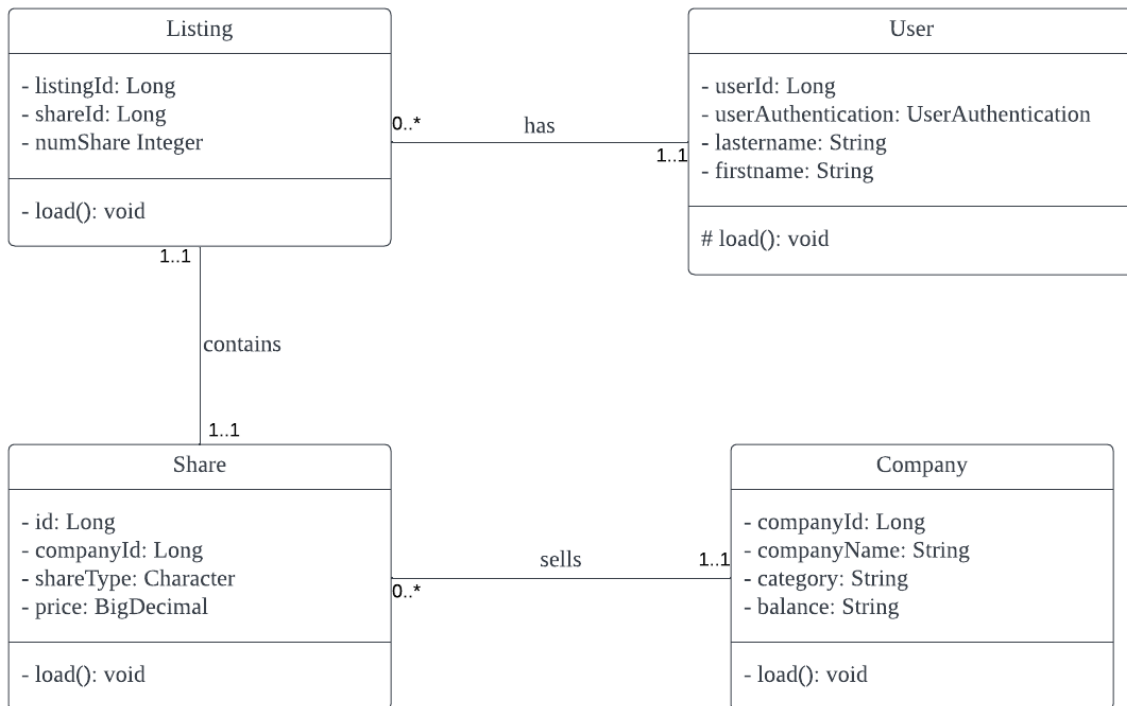 Listing
- listingId: Long
- shareId: Long
- numShare Integer
- load(): void
0..*
has
1..1
User
- userId: Long
- userAuthentication: UserAuthentication
- lastername: String
- firstname: String
# load(): void
1..1
contains
1..1
Share
- id: Long
- companyId: Long
- shareType: Character
- price: BigDecimal
- load(): void
0..*
sells
1..1
Company
- companyId: Long
- companyName: String
- category: String
- balance: String
- load(): void